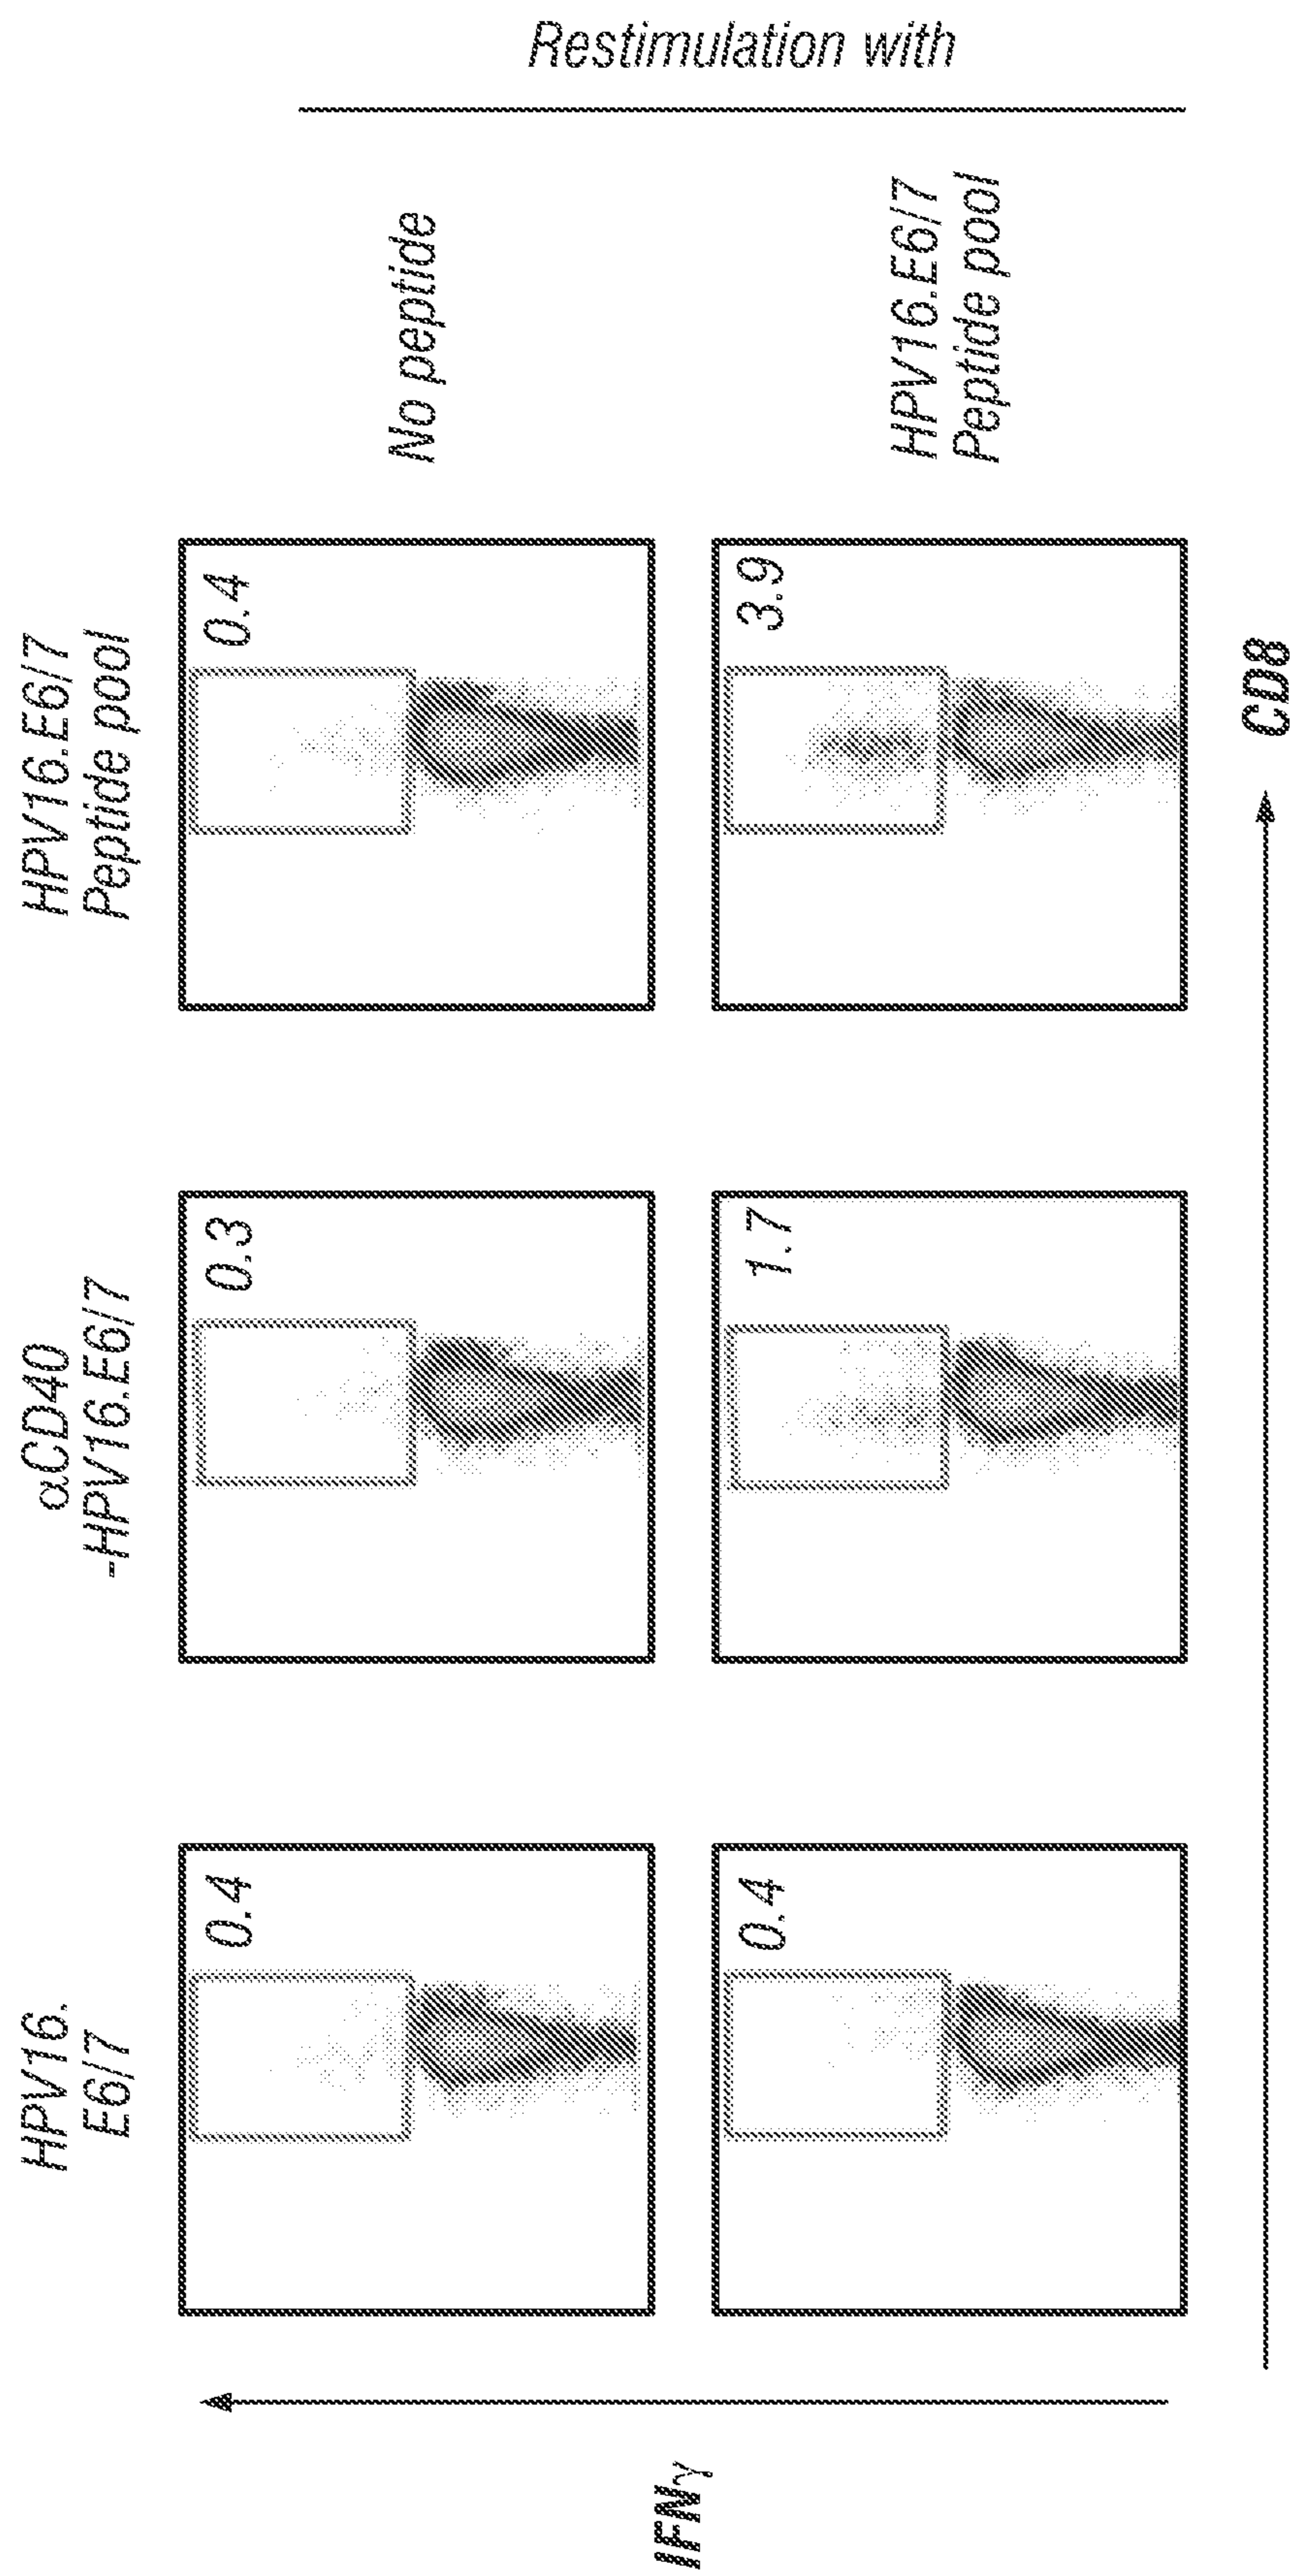 HPV16.
E6/7
αCD40
-HPV16.E6/7
HPV16.E6/7
Peptide pool
Restimulation with
0.4
0.3
0.4
No peptide
IFNγ
0.4
1.7
3.9
HPV16.E6/7
Peptide pool
CD8